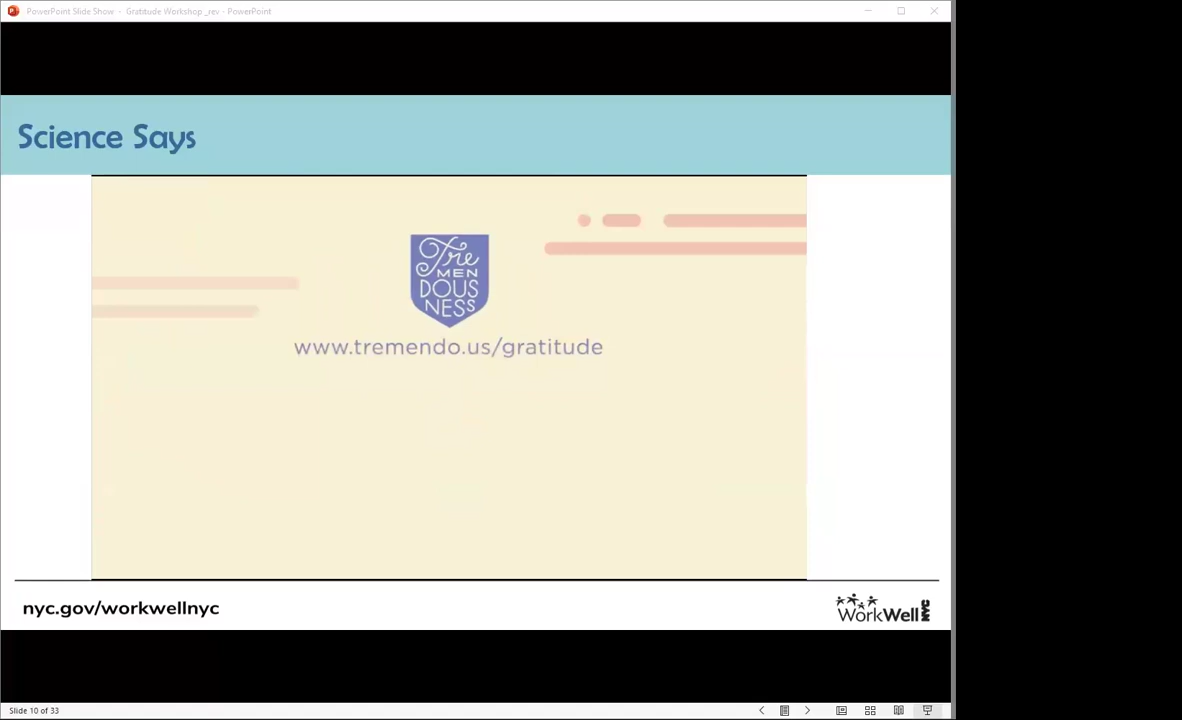 PowerPoint Slide Show - Gratitude Workshop _rev - PowerPoint
Science Says
Tre
MEN
DOUS
NESS
www.tremendo.us/gratitude
nyc.gov/workwellnyc
WorkWell NYC
Slide 10 of 33